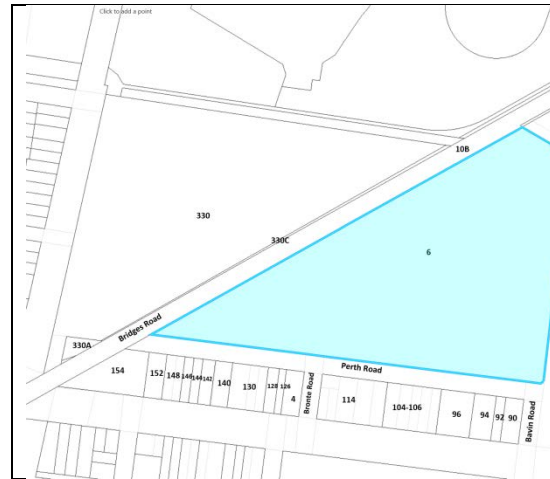 Click to add a point
10B
330
330C
6
Bridges Road
330A
Perth Road
154
152 148 146 144 142 140 130 128 126
4
Bronte Road
114
104-106
96
94 92 90
Bavin Road